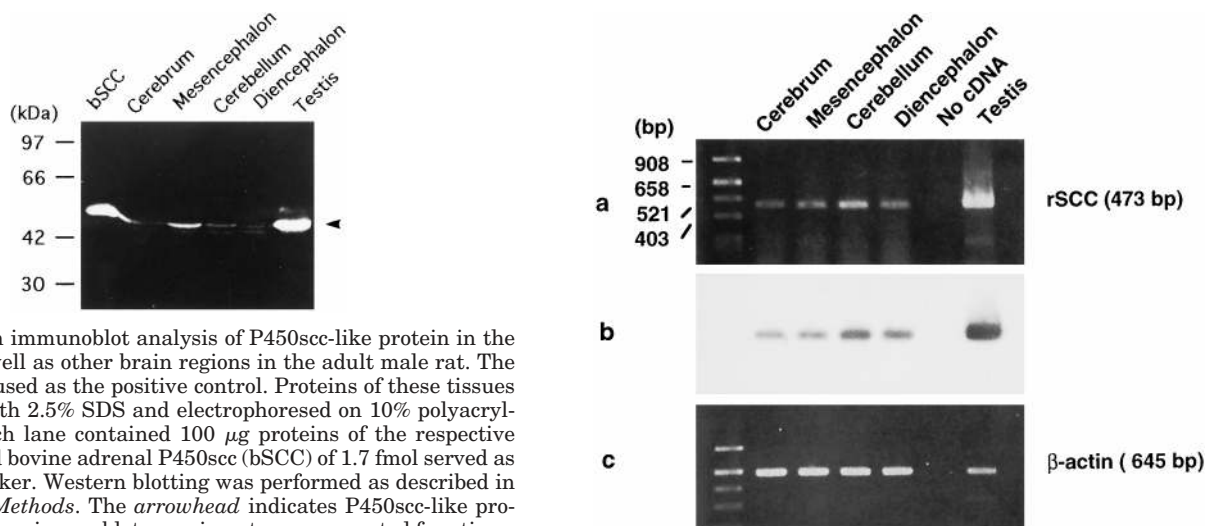 bSCC
Cerebrum
Mesencephalon
Cerebellum
Diencephalon
Testis
(kDa)
97
66
42
30
immunoblot analysis of P450scc-like protein in the
as other brain regions in the adult male rat. The
used as the positive control. Proteins of these tissues
2.5% SDS and electrophoresed on 10% polyacryl-
lane contained 100 μg proteins of the respective
bovine adrenal P450scc (bSCC) of 1.7 fmol served as
Western blotting was performed as described in
The arrowhead indicates P450scc-like pro-
Cerebrum
Mesencephalon
Cerebellum
Diencephalon
No cDNA
Testis
(bp)
908
658
521
403
a
rSCC (473 bp)
b
c
β-actin ( 645 bp)